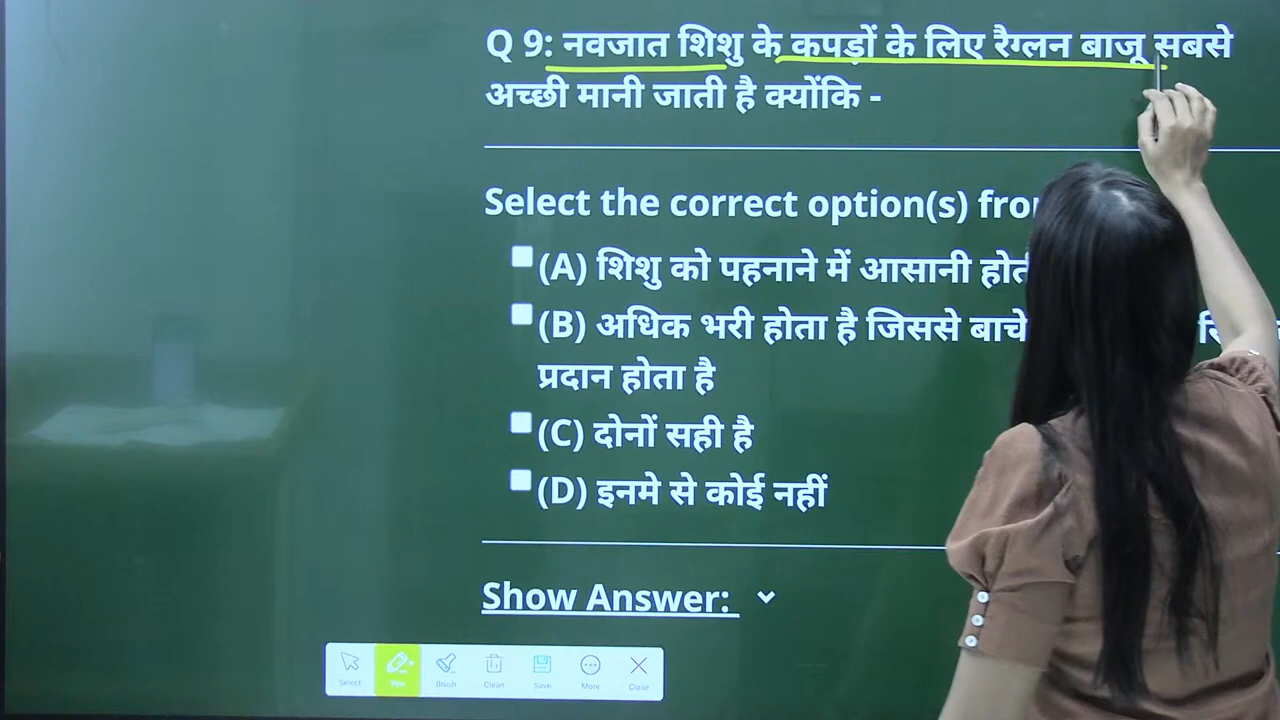 Q 9: नवजात शिशु के कपड़ों के लिए रैग्लन बाजू सबसे
अच्छी मानी जाती है क्योंकि -
Select the correct option(s) from
(A) शिशु को पहनाने में आसानी होती
(B) अधिक भरी होता है जिससे बाचे
प्रदान होता है
(C) दोनों सही है
(D) इनमे से कोई नहीं
Show Answer:
Select Pen Brush Clean Save More Close